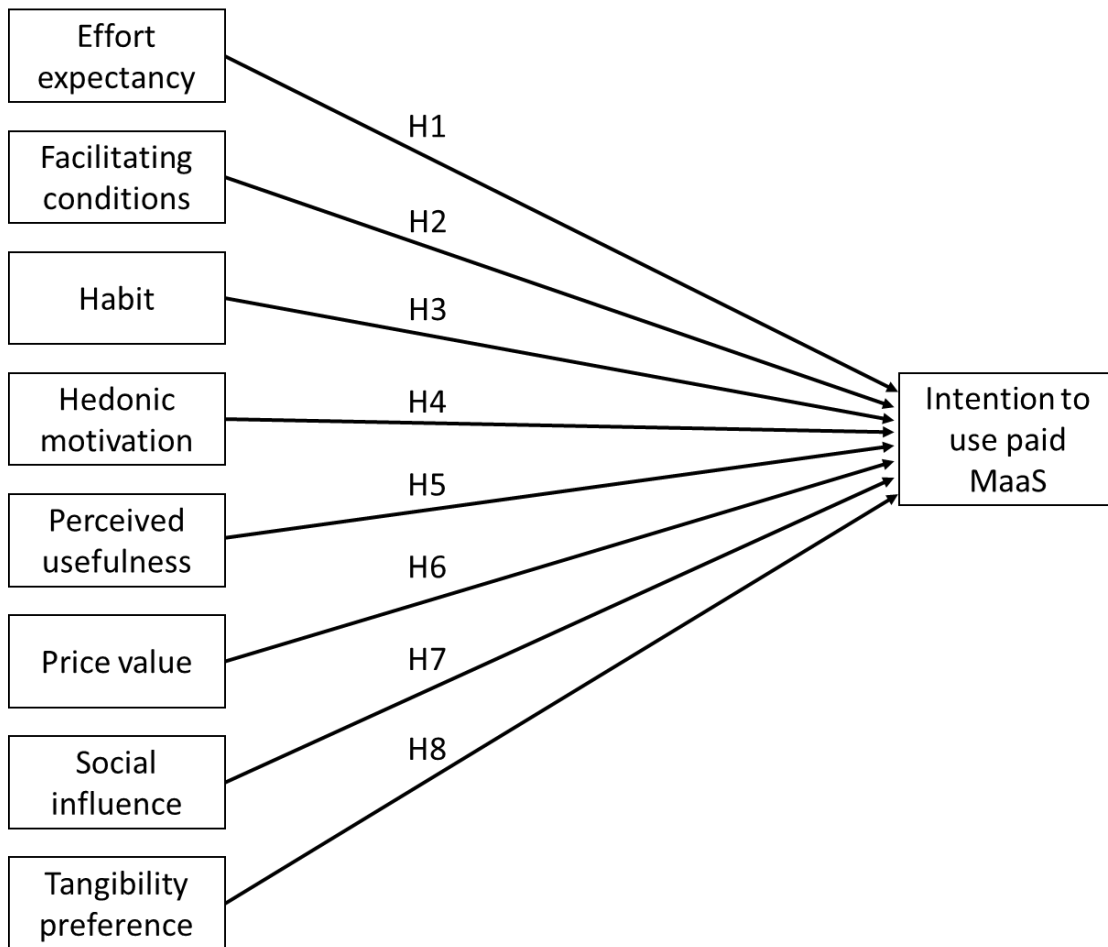 Effort
expectancy
H1
Facilitating
conditions
H2
Habit
H3
Hedonic
motivation
H4
Perceived
usefulness
H5
Price value
H6
Social
influence
H7
Tangibility
preference
H8
Intention to
use paid
MaaS